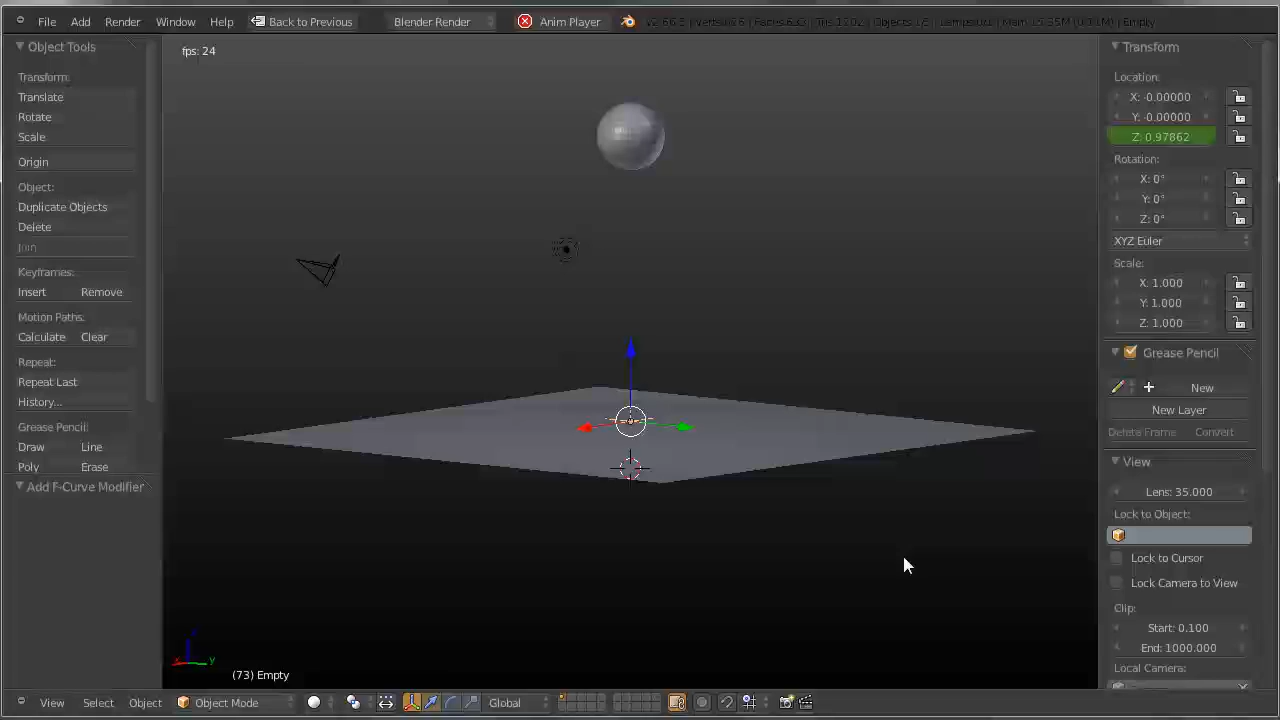 File Add Render Window Help Back to Previous Blender Render Anim Player
Object Tools
Transform:
Translate
Rotate
Scale
Origin
Object:
Duplicate Objects
Delete
Join
Keyframes:
Insert Remove
Motion Paths:
Calculate Clear
Repeat:
Repeat Last
History...
Grease Pencil:
Draw Line
Poly Erase
Add F-Curve Modifier
fps: 24
(73) Empty
x y
Transform
Location:
X: -0.00000
Y: -0.00000
Z: 0.97862
Rotation:
X: 0°
Y: 0°
Z: 0°
XYZ Euler
Scale:
X: 1.000
Y: 1.000
Z: 1.000
Grease Pencil
New
New Layer
Delete Frame Convert
View
Lens: 35.000
Lock to Object:
Lock to Cursor
Lock Camera to View
Clip:
Start: 0.100
End: 1000.000
Local Camera:
View Select Object Object Mode Global